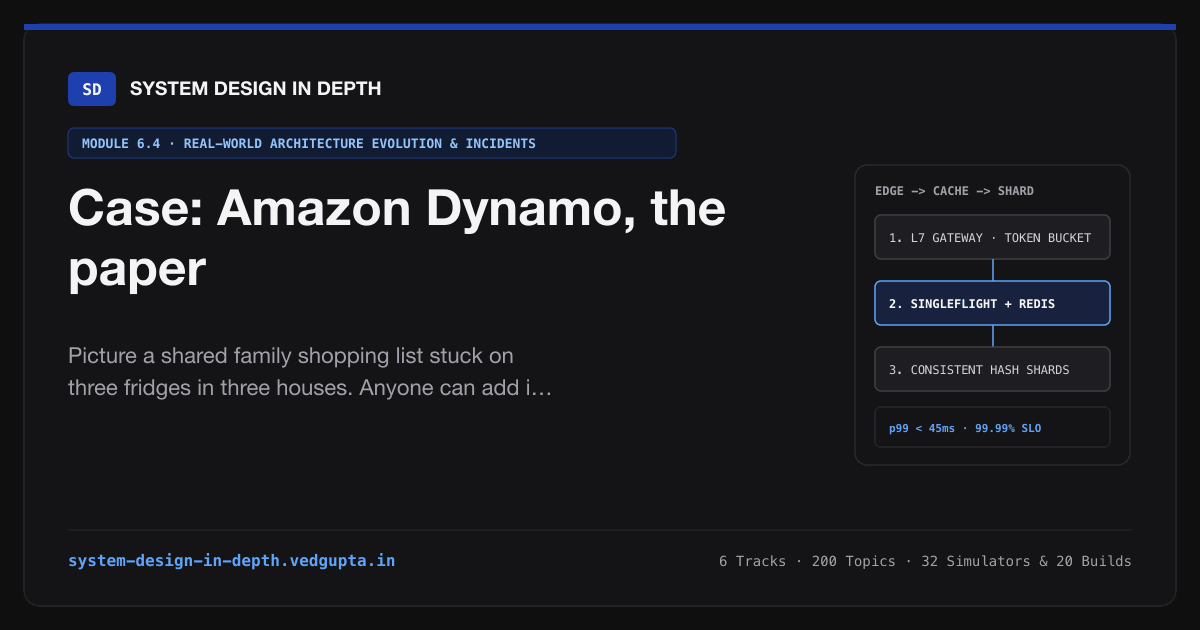 SD SYSTEM DESIGN IN DEPTH
MODULE 6.4 · REAL-WORLD ARCHITECTURE EVOLUTION & INCIDENTS
Case: Amazon Dynamo, the
paper
Picture a shared family shopping list stuck on
three fridges in three houses. Anyone can add i…
EDGE -> CACHE -> SHARD
1. L7 GATEWAY · TOKEN BUCKET
2. SINGLEFLIGHT + REDIS
3. CONSISTENT HASH SHARDS
p99 < 45ms · 99.99% SLO
system-design-in-depth.vedgupta.in
6 Tracks · 200 Topics · 32 Simulators & 20 Builds